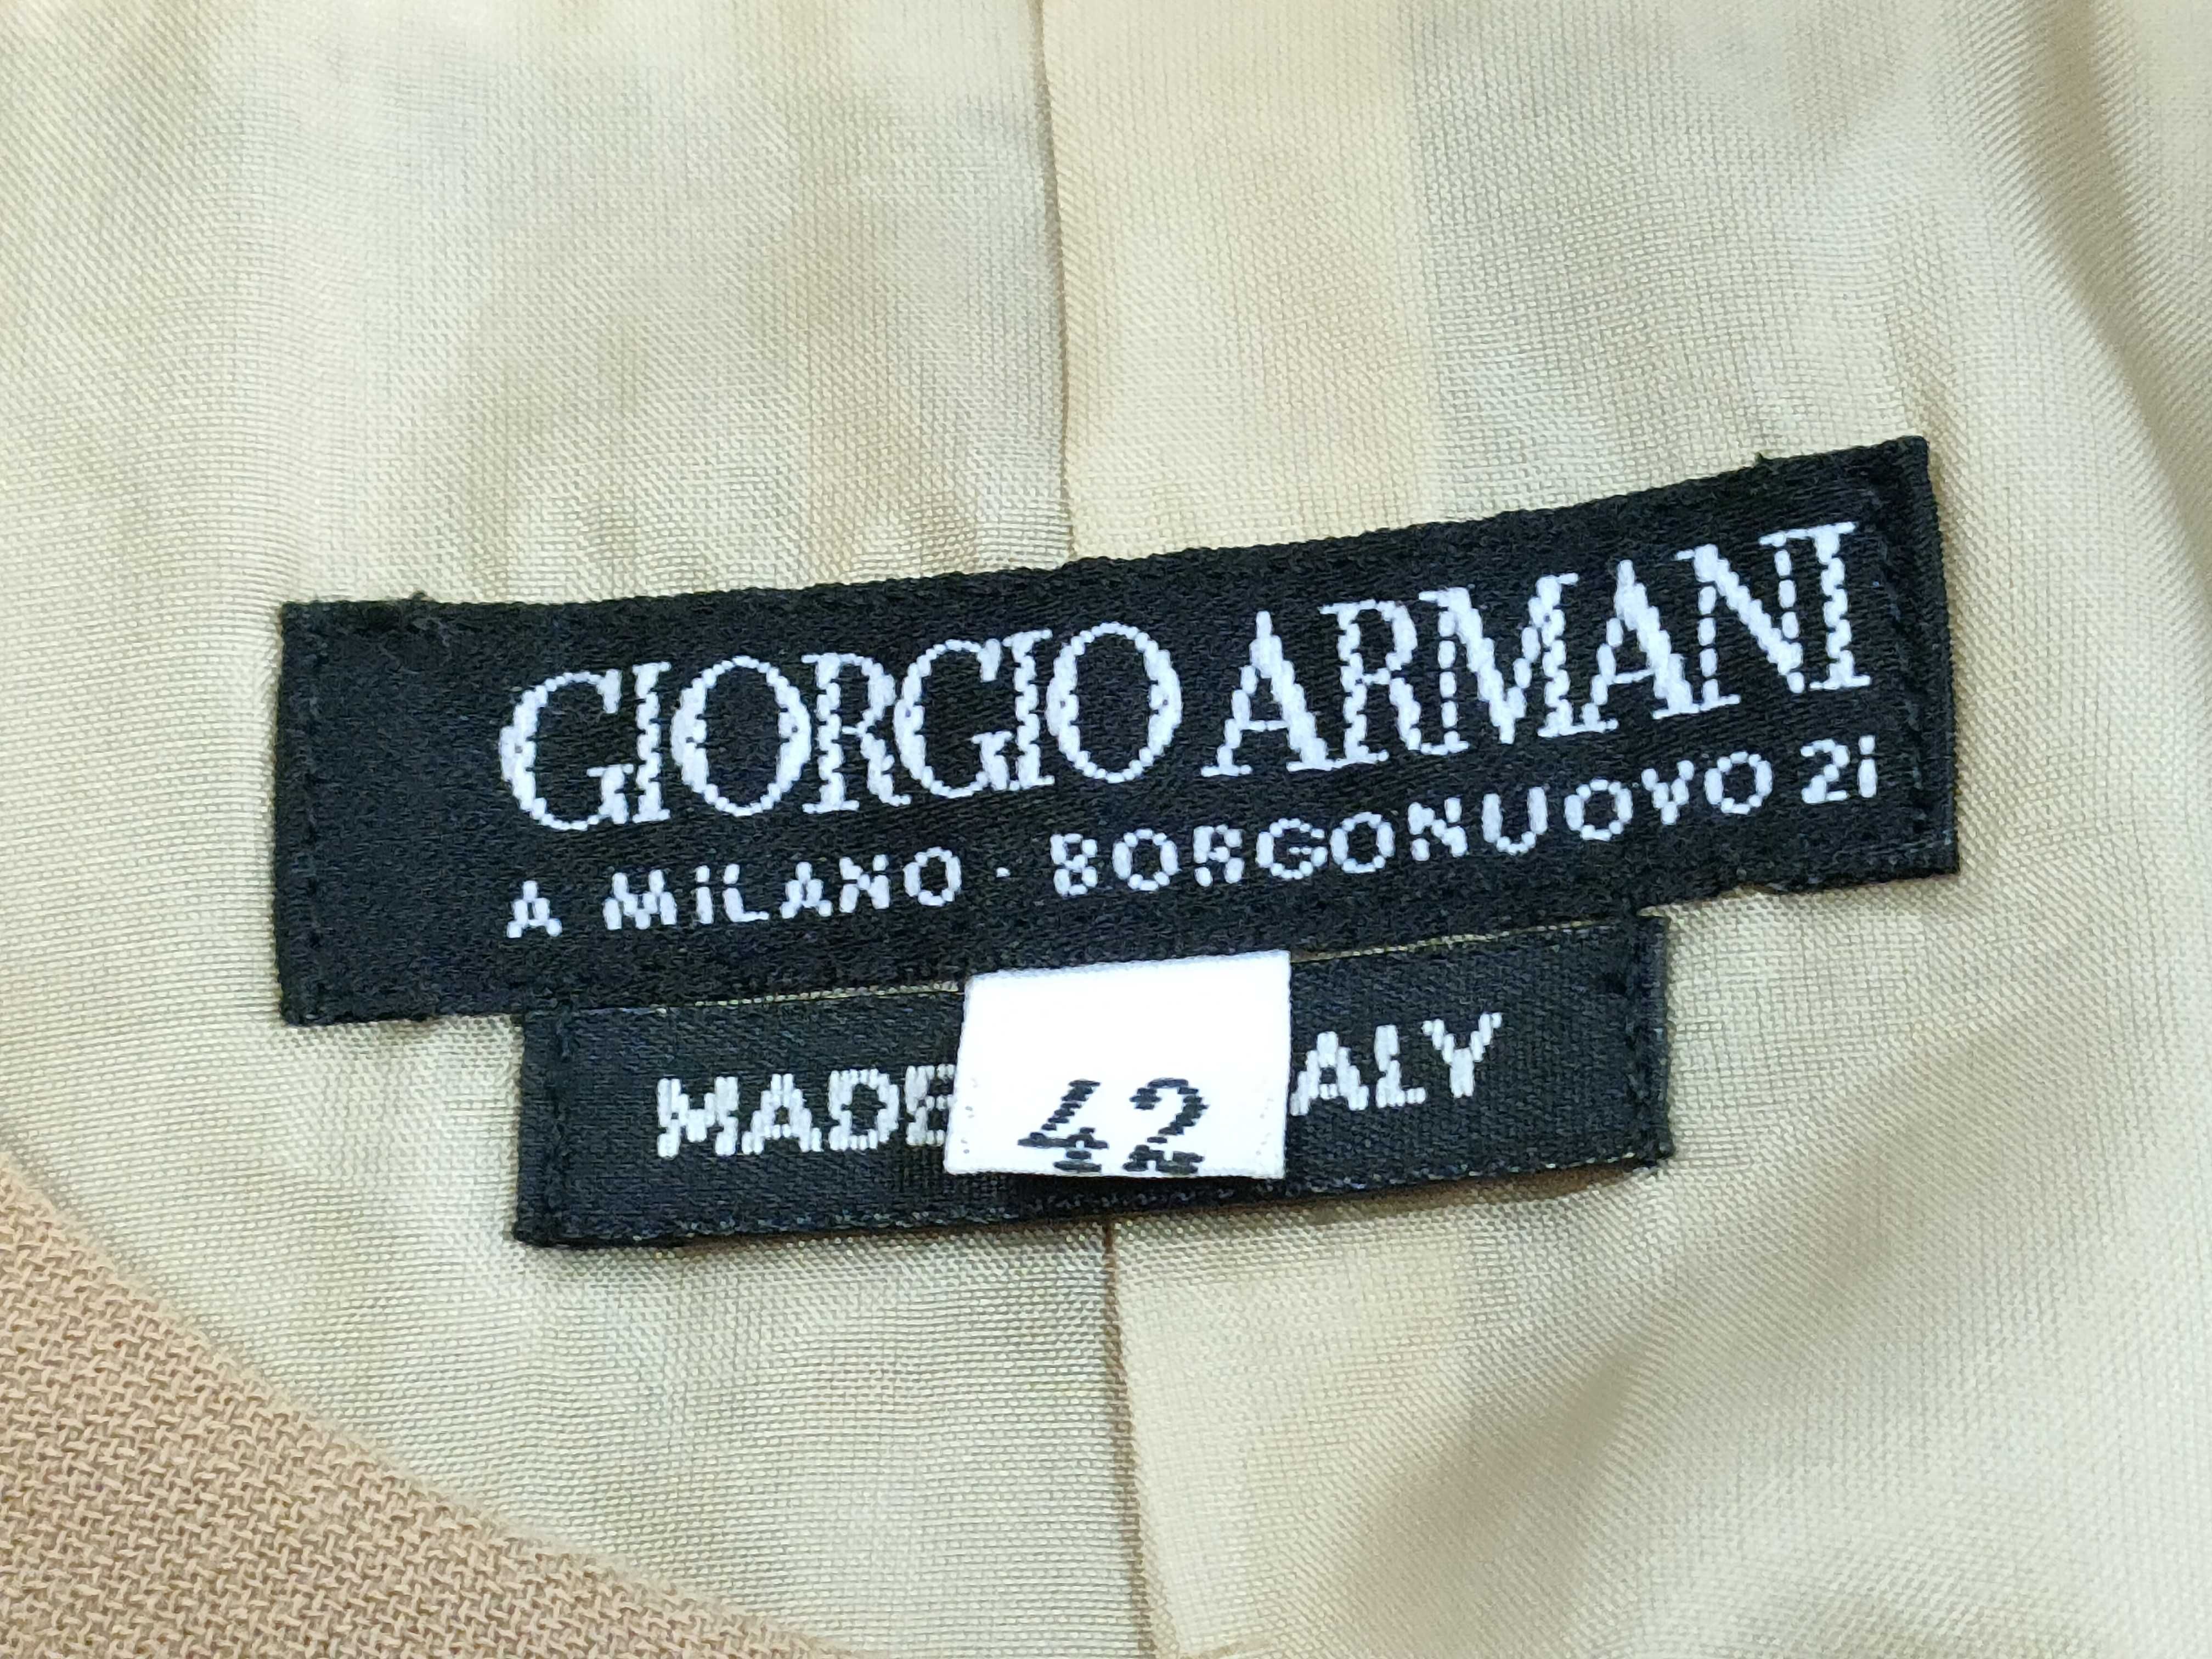 GIORGIO ARMANI
A MILANO · BORGONUOVO 21
MADE ALY
42